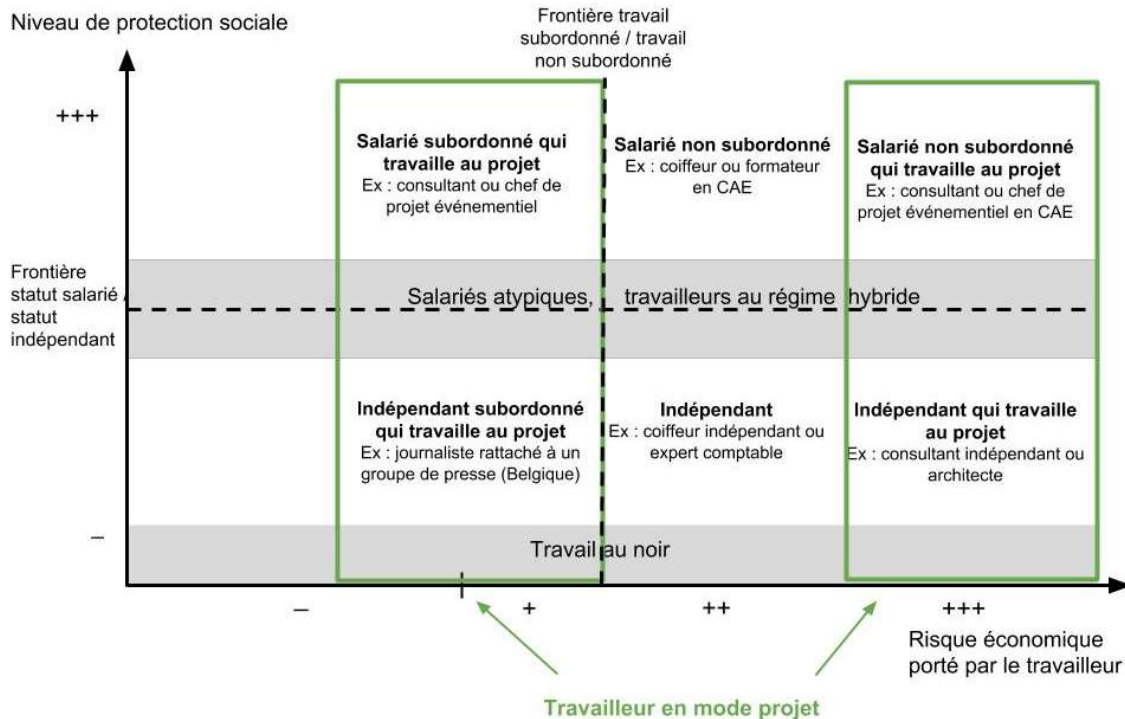 Niveau de protection sociale
Frontière travail
subordonné / travail
non subordonné
+++
Salarié subordonné qui
travaille au projet
Ex : consultant ou chef de
projet événementiel
Salarié non subordonné
Ex : coiffeur ou formateur
en CAE
Salarié non subordonné
qui travaille au projet
Ex : consultant ou chef de
projet événementiel en CAE
Frontière
statut salarié /
statut
indépendant
Salariés atypiques, travailleurs au régime hybride
Indépendant subordonné
qui travaille au projet
Ex : journaliste rattaché à un
groupe de presse (Belgique)
Indépendant
Ex : coiffeur indépendant ou
expert comptable
Indépendant qui travaille
au projet
Ex : consultant indépendant ou
architecte
–
Travail au noir
– + ++ +++
Risque économique
porté par le travailleur
Travailleur en mode projet